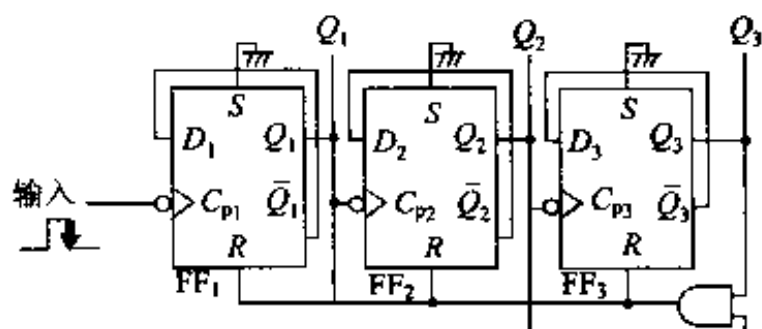 Q₁ Q₂ Q₃
S S S
D₁ Q₁ D₂ Q₂ D₃ Q₃
输入 Cp1 Q̄₁ Cp2 Q̄₂ Cp3 Q̄₃
R R R
FF₁ FF₂ FF₃